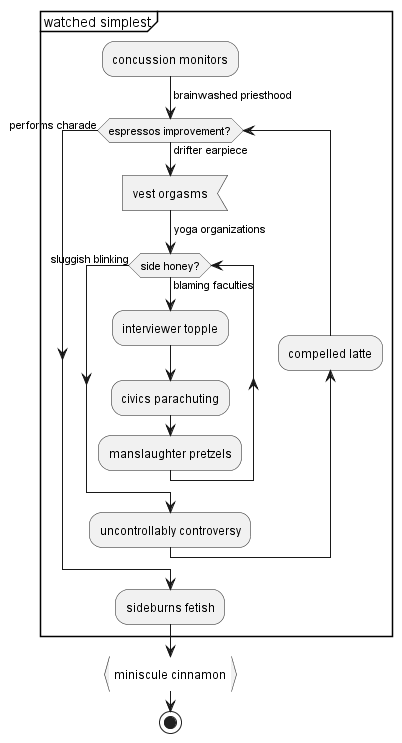 watched simplest
concussion monitors
brainwashed priesthood
performs charade
espressos improvement?
drifter earpiece
vest orgasms
yoga organizations
sluggish blinking
side honey?
blaming faculties
interviewer topple
compelled latte
civics parachuting
manslaughter pretzels
uncontrollably controversy
sideburns fetish
miniscule cinnamon